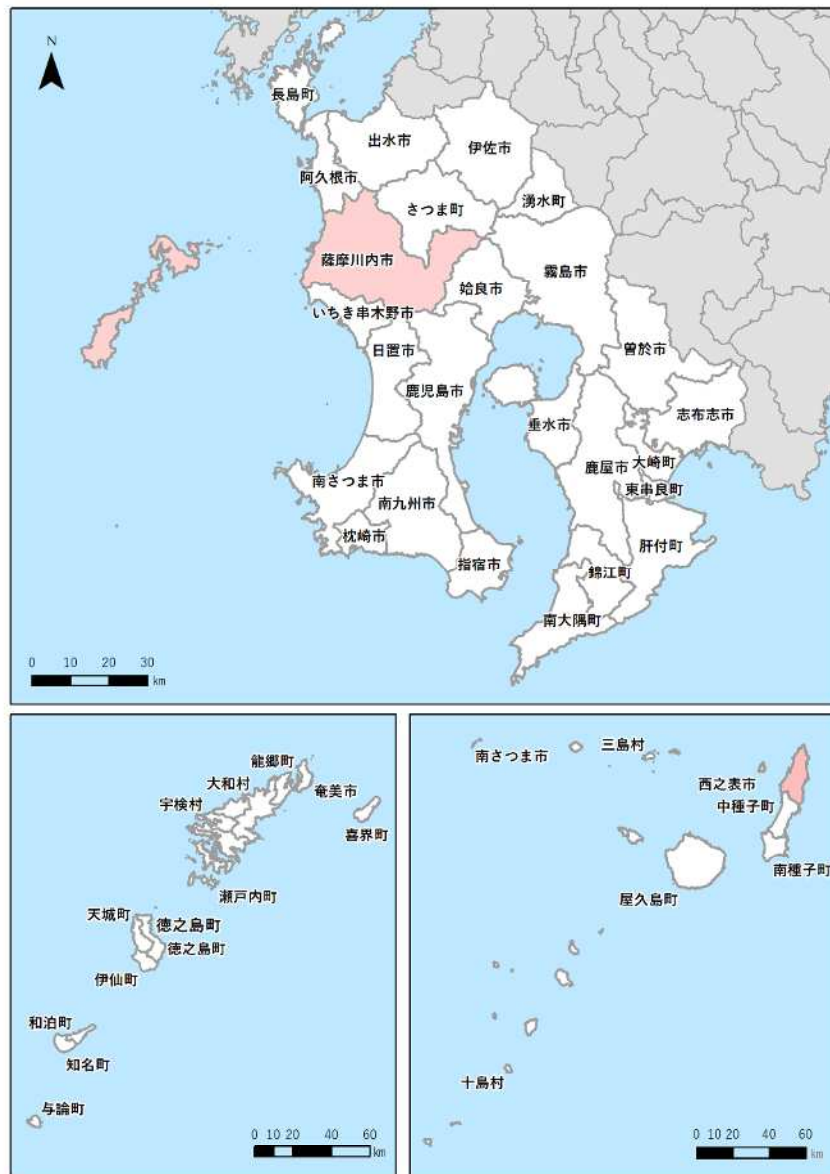 N
長島町
出水市
伊佐市
阿久根市
湧水町
さつま町
薩摩川内市
霧島市
姶良市
いちき串木野市
日置市
曽於市
鹿児島市
志布志市
垂水市
大崎町
鹿屋市
東串良町
南さつま市
南九州市
枕崎市
肝付町
指宿市
錦江町
南大隅町
0 10 20 30
km
龍郷町
大和村
奄美市
宇検村
喜界町
瀬戸内町
天城町
徳之島町
徳之島町
伊仙町
和泊町
知名町
与論町
0 10 20 40 60
km
南さつま市
三島村
西之表市
中種子町
南種子町
屋久島町
十島村
0 10 20 40 60
km